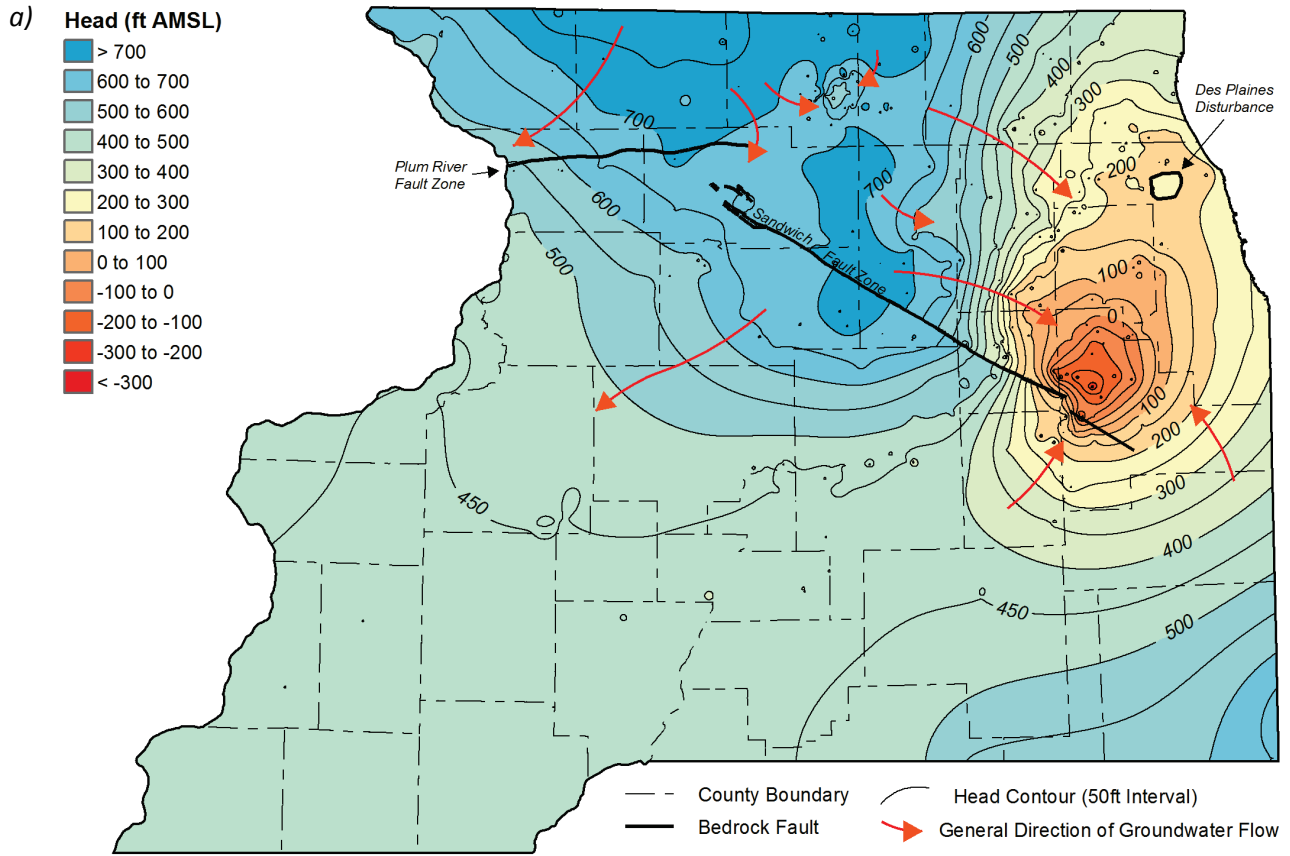 a)
Head (ft AMSL)
> 700
600 to 700
500 to 600
400 to 500
300 to 400
200 to 300
100 to 200
0 to 100
-100 to 0
-200 to -100
-300 to -200
< -300
600
500
400
300
Des Plaines
Disturbance
700
Plum River
Fault Zone
200
700
600
Sandwich
Fault Zone
500
100
0
100
200
450
300
400
450
500
County Boundary
Bedrock Fault
Head Contour (50ft Interval)
General Direction of Groundwater Flow